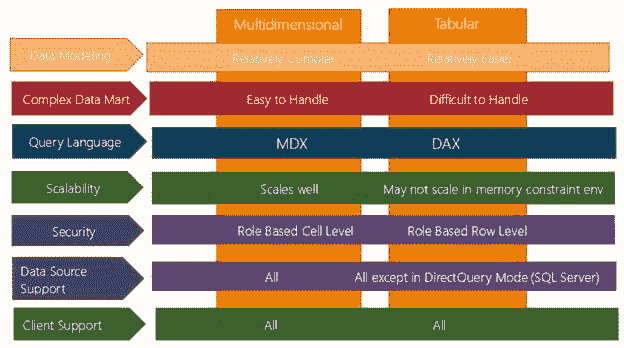 Multidimensional Tabular
Data Modeling Relatively Complex Relatively Easier
Complex Data Mart Easy to Handle Difficult to Handle
Query Language MDX DAX
Scalability Scales well May not scale in memory constraint env
Security Role Based Cell Level Role Based Row Level
Data Source
Support All All except in DirectQuery Mode (SQL Server)
Client Support All All